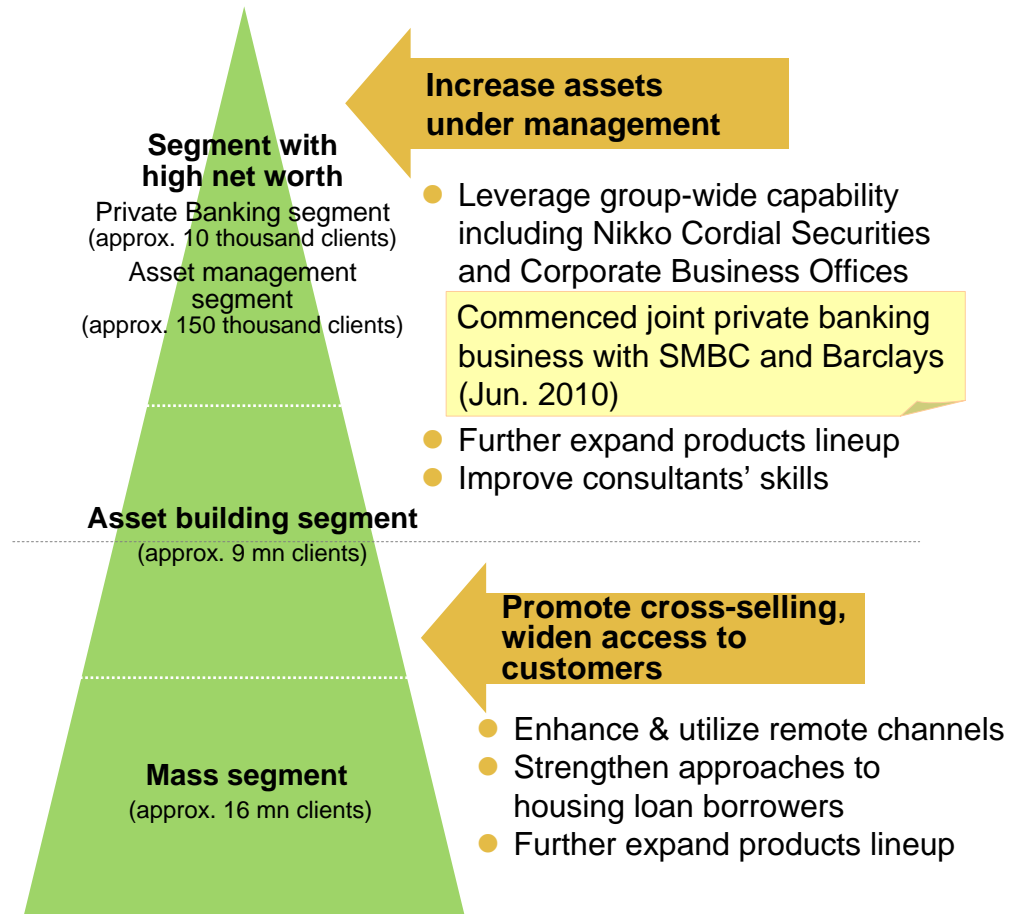 Increase assets
under management
Segment with
high net worth
Private Banking segment
(approx. 10 thousand clients)
Asset management
segment
(approx. 150 thousand clients)
● Leverage group-wide capability
including Nikko Cordial Securities
and Corporate Business Offices
Commenced joint private banking
business with SMBC and Barclays
(Jun. 2010)
● Further expand products lineup
● Improve consultants’ skills
Asset building segment
(approx. 9 mn clients)
Promote cross-selling,
widen access to
customers
● Enhance & utilize remote channels
● Strengthen approaches to
housing loan borrowers
● Further expand products lineup
Mass segment
(approx. 16 mn clients)